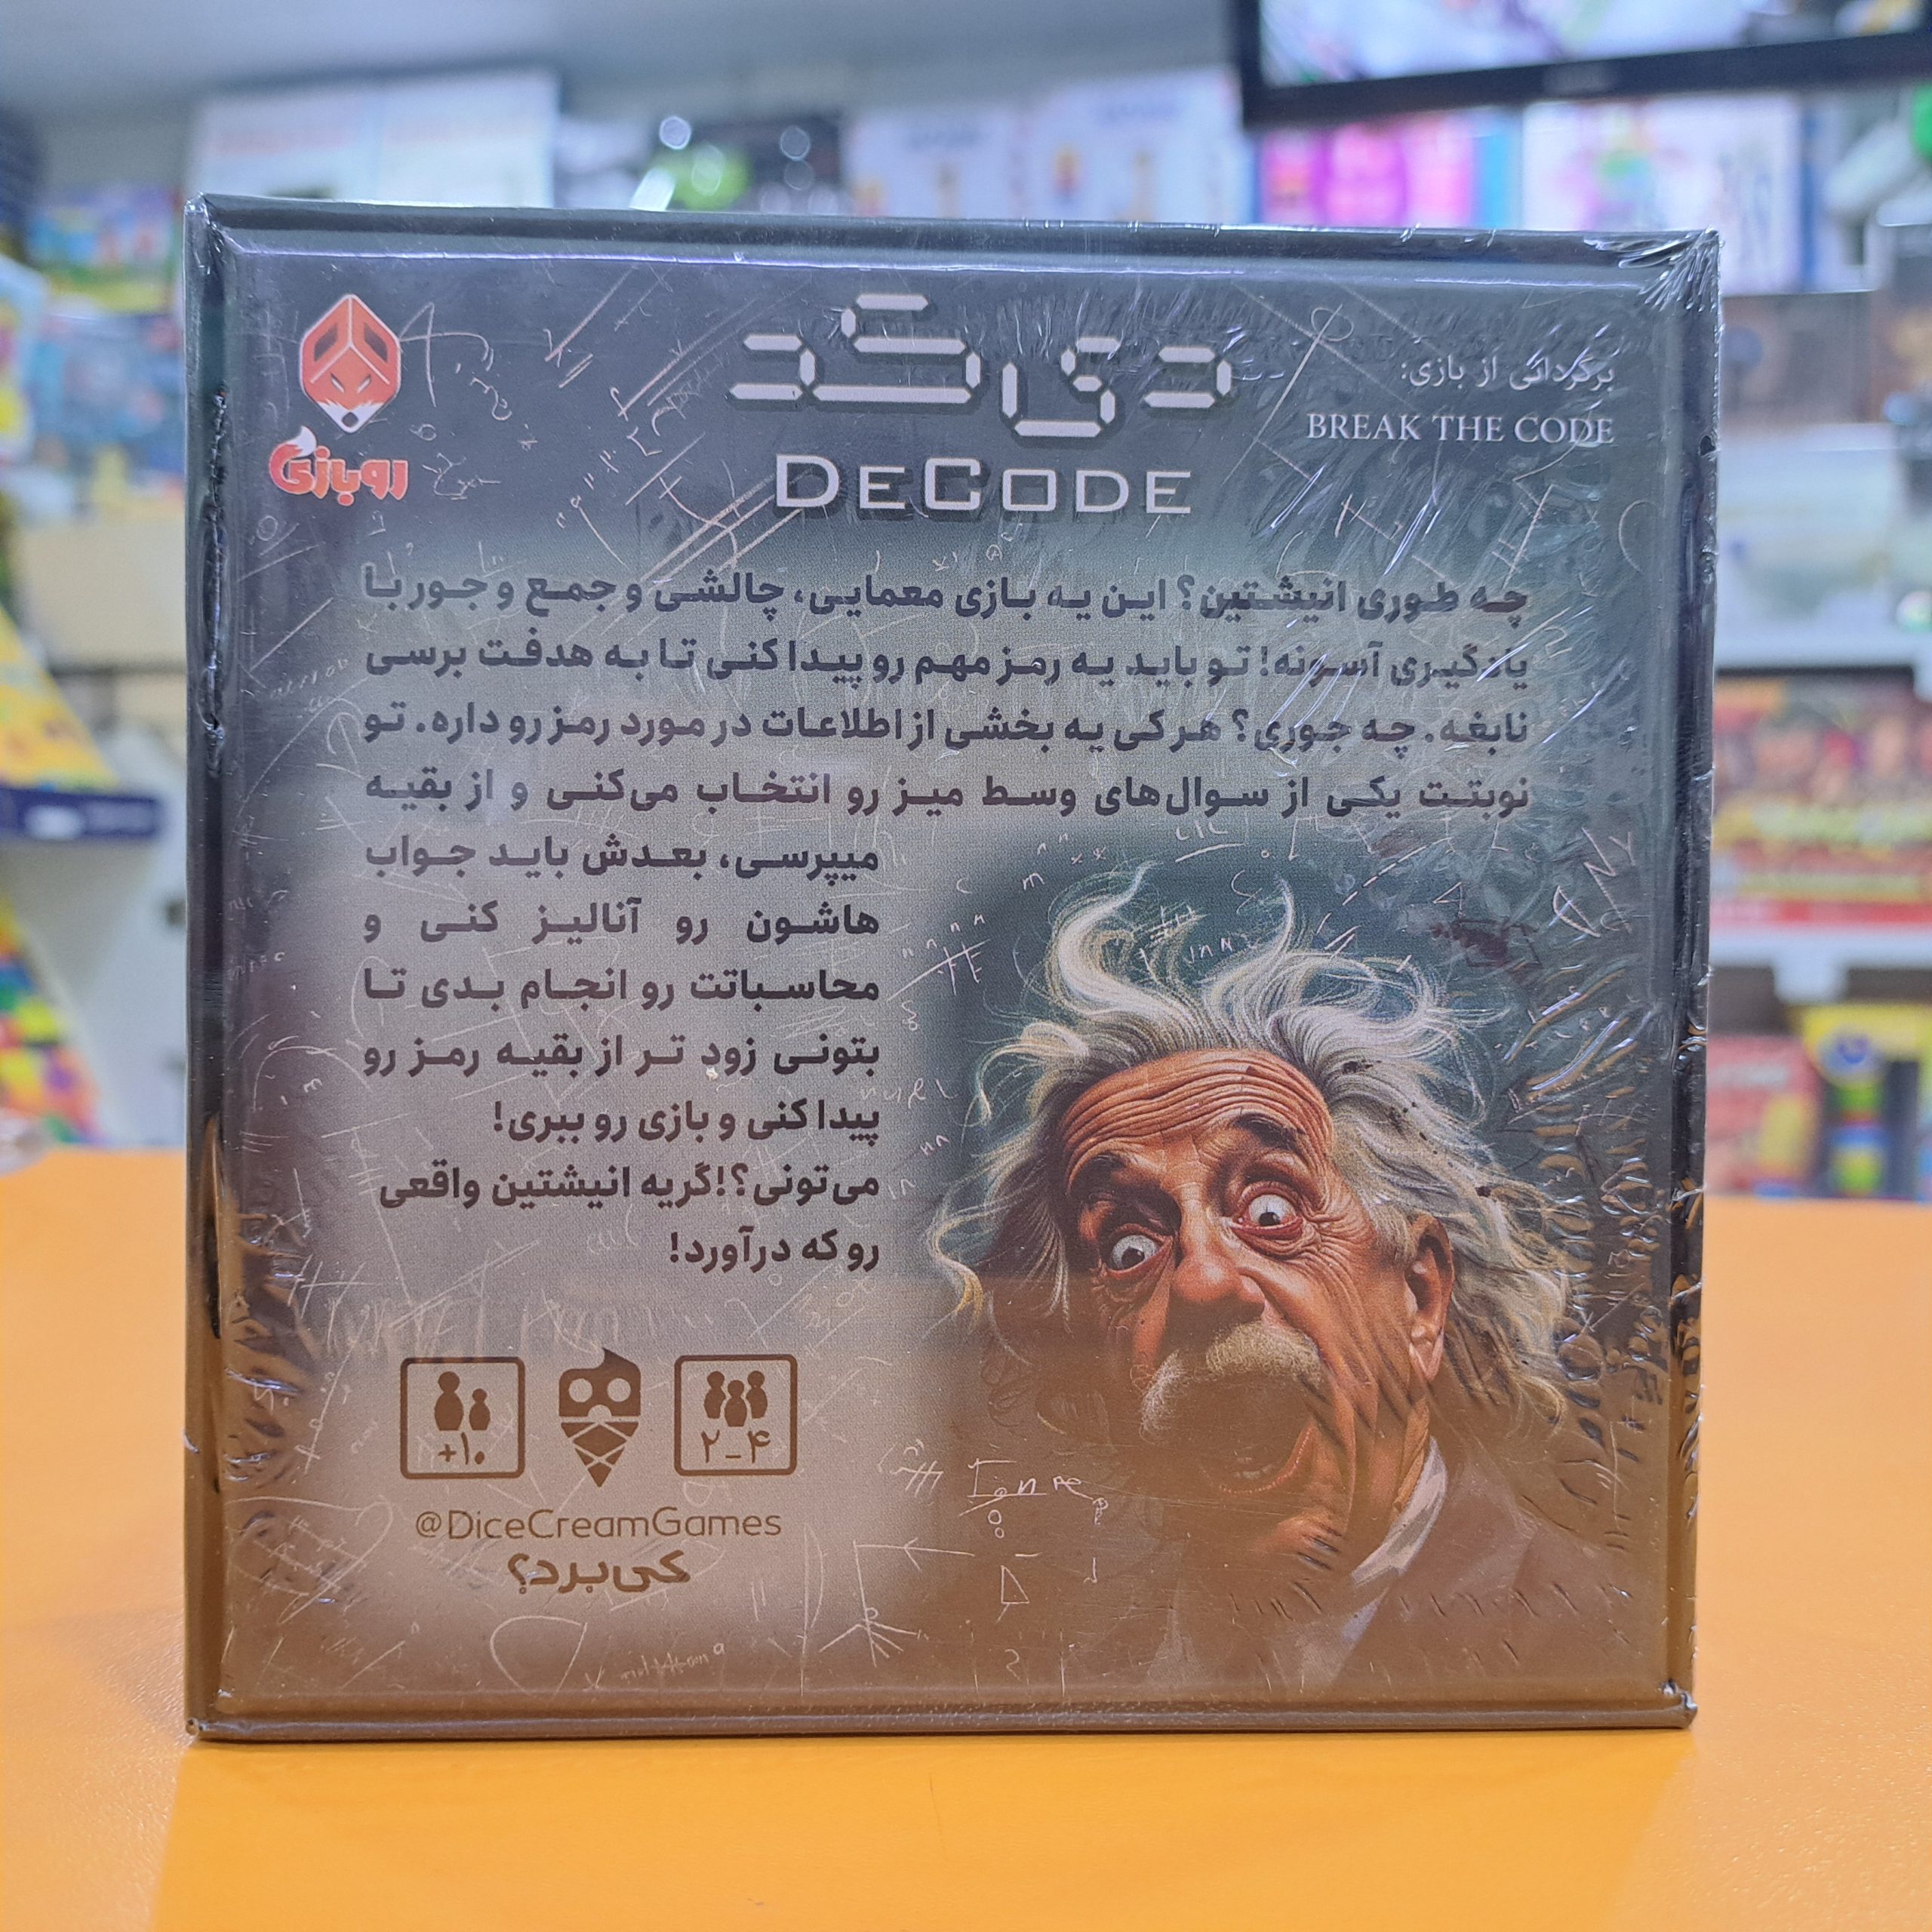 روبازی
دی کد
DECODE
برگردانی از بازی:
BREAK THE CODE
چه طوری انیشتین؟ این یه بازی معمایی، چالشی و جمع و جور با
یادگیری آسونه! تو باید یه رمز مهم رو پیدا کنی تا به هدفت برسی
نابغه. چه جوری؟ هر کی یه بخشی از اطلاعات در مورد رمز رو داره. تو
نوبتت یکی از سوال‌های وسط میز رو انتخاب می‌کنی و از بقیه
میپرسی، بعدش باید جواب
هاشون رو آنالیز کنی و
محاسباتت رو انجام بدی تا
بتونی زود تر از بقیه رمز رو
پیدا کنی و بازی رو ببری!
می‌تونی؟!گریه انیشتین واقعی
رو که درآورد!
+۱۰
۲-۴
@DiceCreamGames
کی‌برد؟